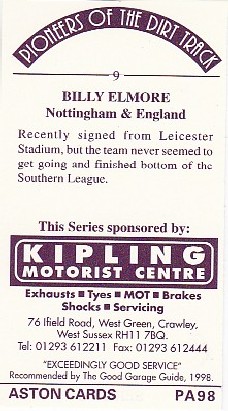 PIONEERS OF THE DIRT TRACK
9
BILLY ELMORE
Nottingham & England
Recently signed from Leicester
Stadium, but the team never seemed to
get going and finished bottom of the
Southern League.
This Series sponsored by:
KIPLING
MOTORIST CENTRE
Exhausts ■ Tyes ■ MOT ■ Brakes
Shocks ■ Servicing
76 Ifield Road, West Green, Crawley,
West Sussex RH11 7BQ.
Tel: 01293 612211 Fax: 01293 612444
"EXCEEDINGLY GOOD SERVICE"
Recommended by The Good Garage Guide, 1998.
ASTON CARDS PA98